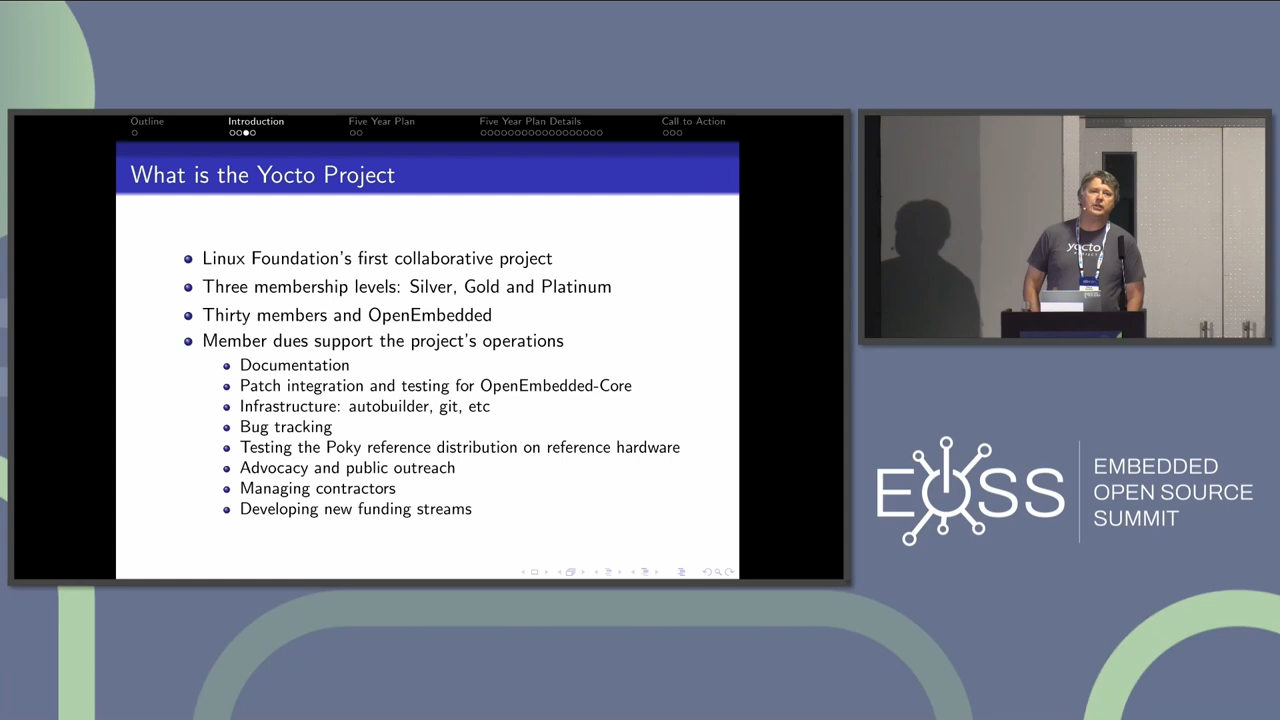 Outline
Introduction
Five Year Plan
Five Year Plan Details
Call to Action
What is the Yocto Project
Linux Foundation's first collaborative project
Three membership levels: Silver, Gold and Platinum
Thirty members and OpenEmbedded
Member dues support the project's operations
Documentation
Patch integration and testing for OpenEmbedded-Core
Infrastructure: autobuilder, git, etc
Bug tracking
Testing the Poky reference distribution on reference hardware
Advocacy and public outreach
Managing contractors
Developing new funding streams
yocto
PROJECT
EOSS
EMBEDDED
OPEN SOURCE
SUMMIT